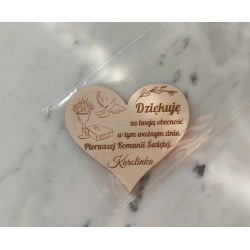 Dziękuję
za twoją obecność
w tym ważnym dniu.
Pierwszej Komunii Świętej.
Karolinka